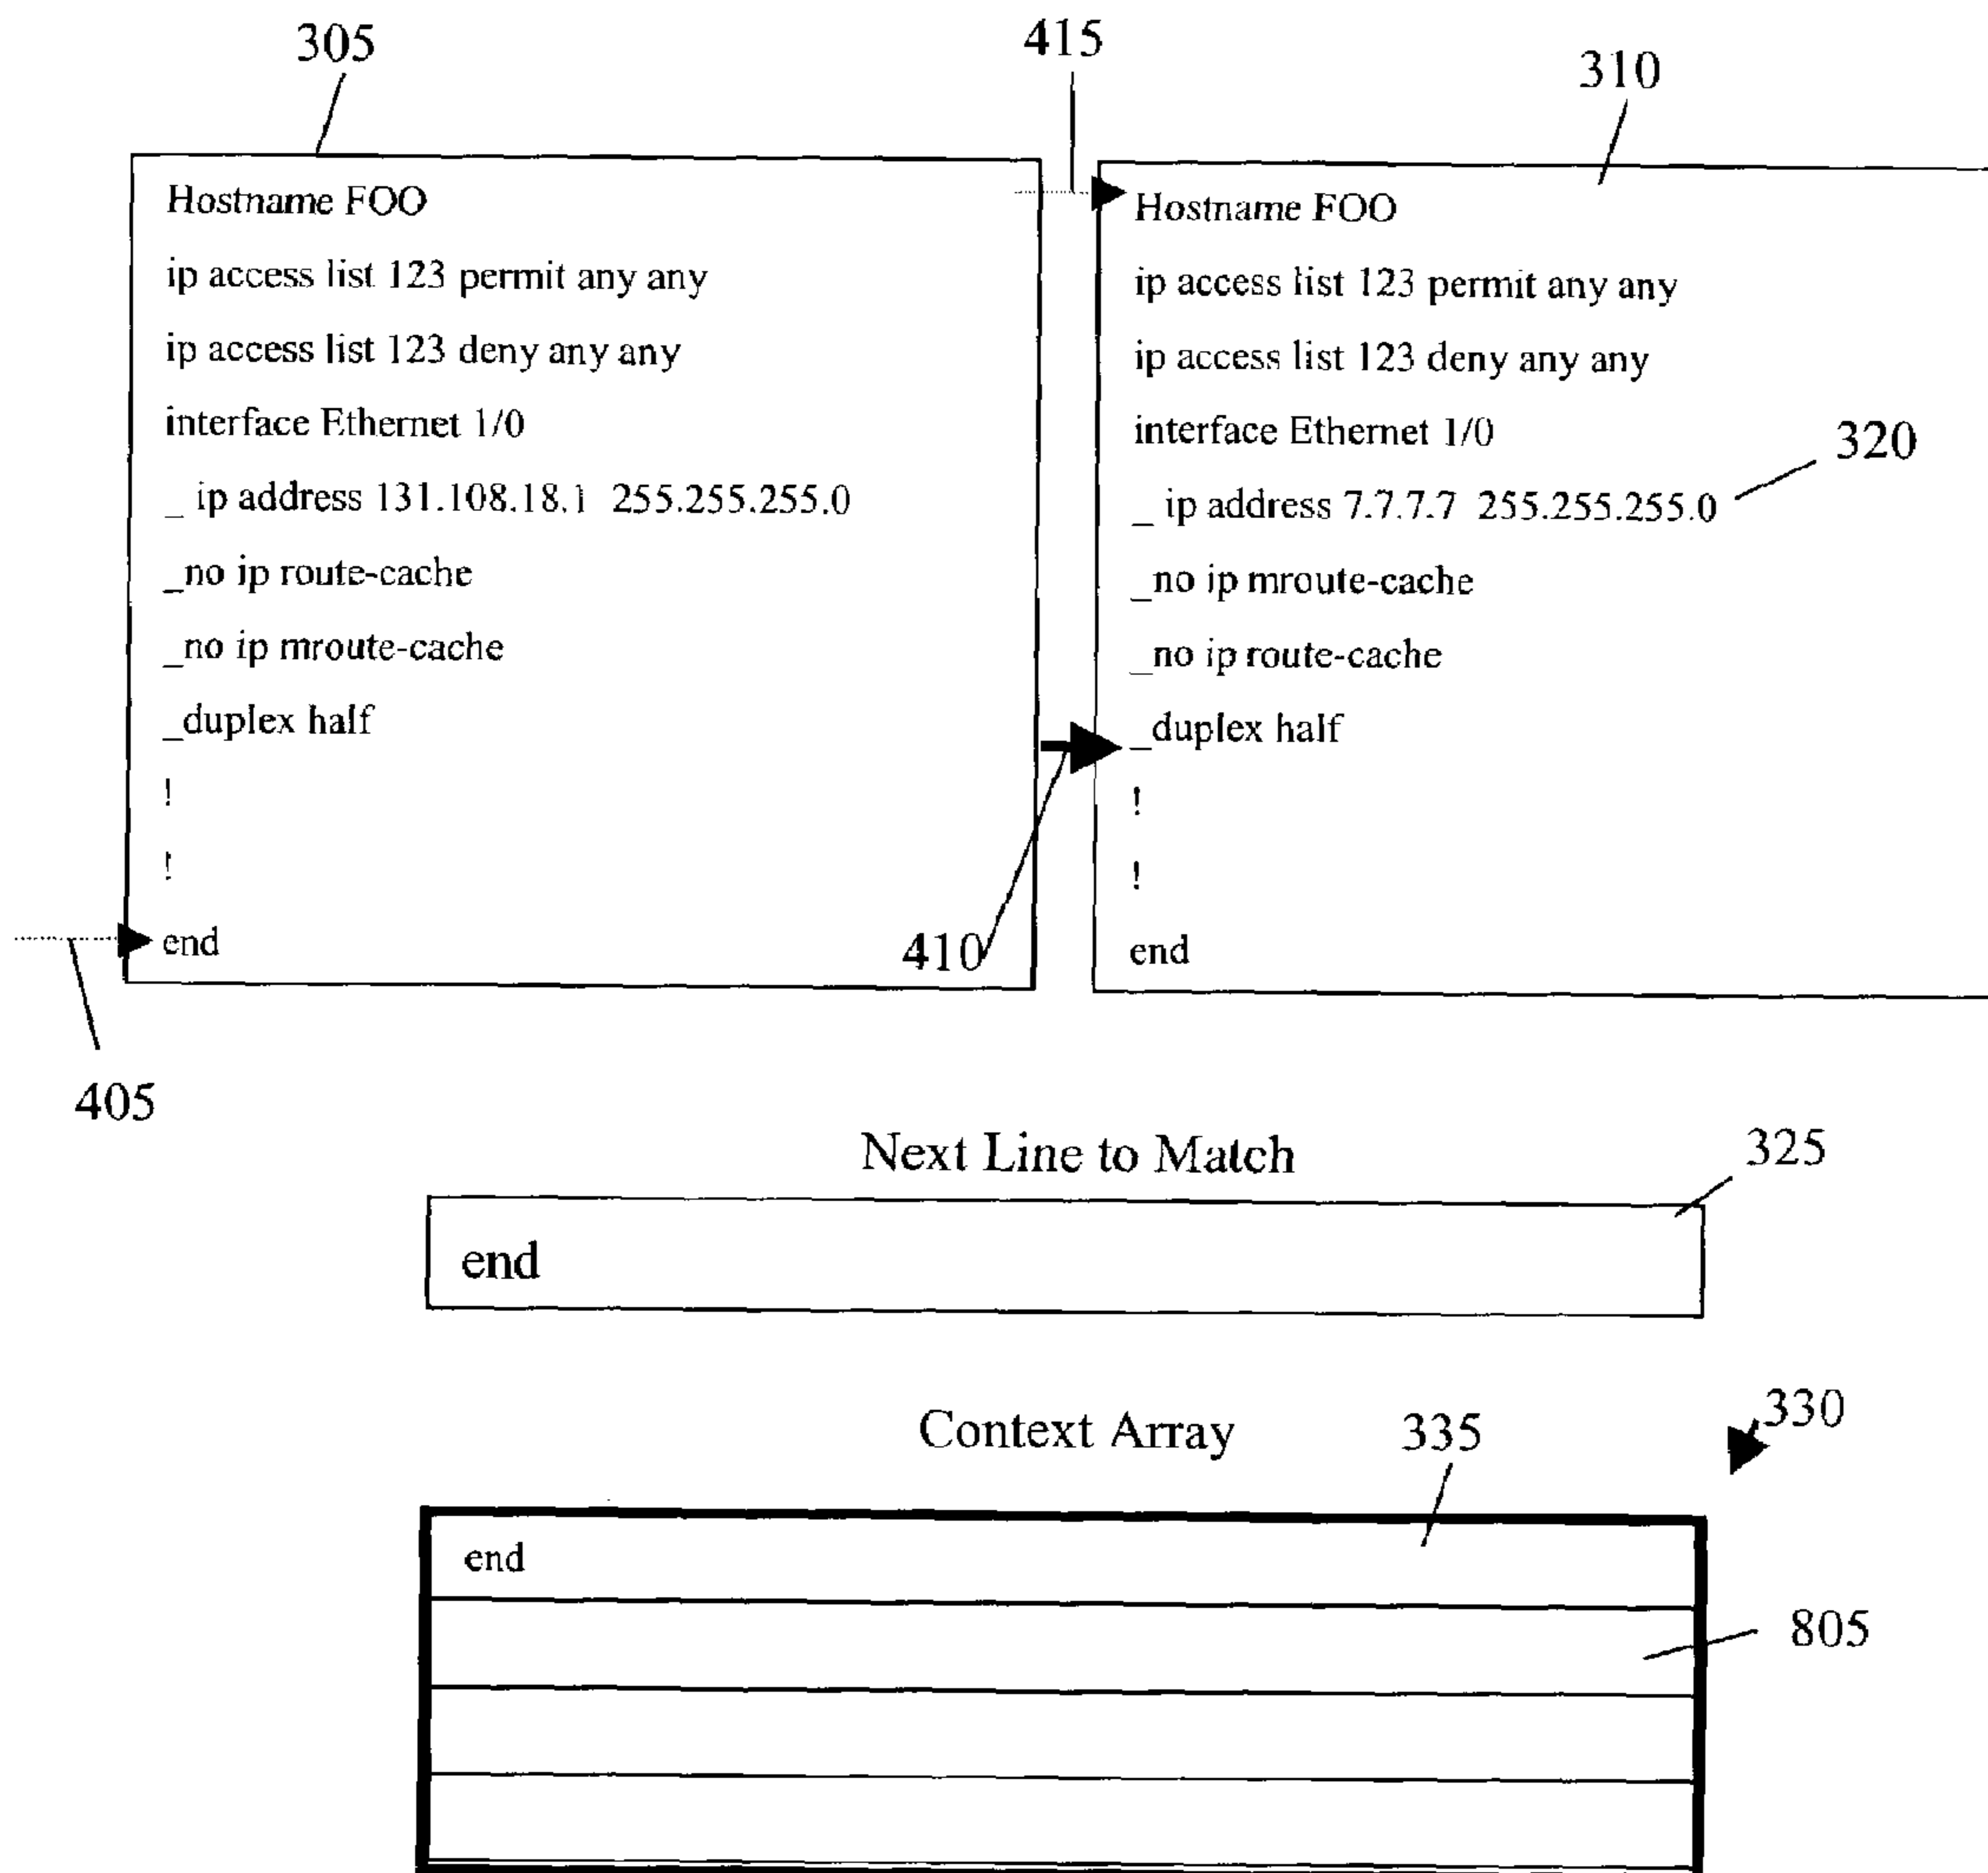 305
415
310
Hostname FOO
ip access list 123 permit any any
ip access list 123 deny any any
interface Ethernet 1/0
_ ip address 131.108.18.1 255.255.255.0
_no ip route-cache
_no ip mroute-cache
_duplex half
!
!
end
Hostname FOO
ip access list 123 permit any any
ip access list 123 deny any any
interface Ethernet 1/0
_ ip address 7.7.7.7 255.255.255.0
_no ip mroute-cache
_no ip route-cache
_duplex half
!
!
end
320
410
405
Next Line to Match
325
end
Context Array
335
330
end
805